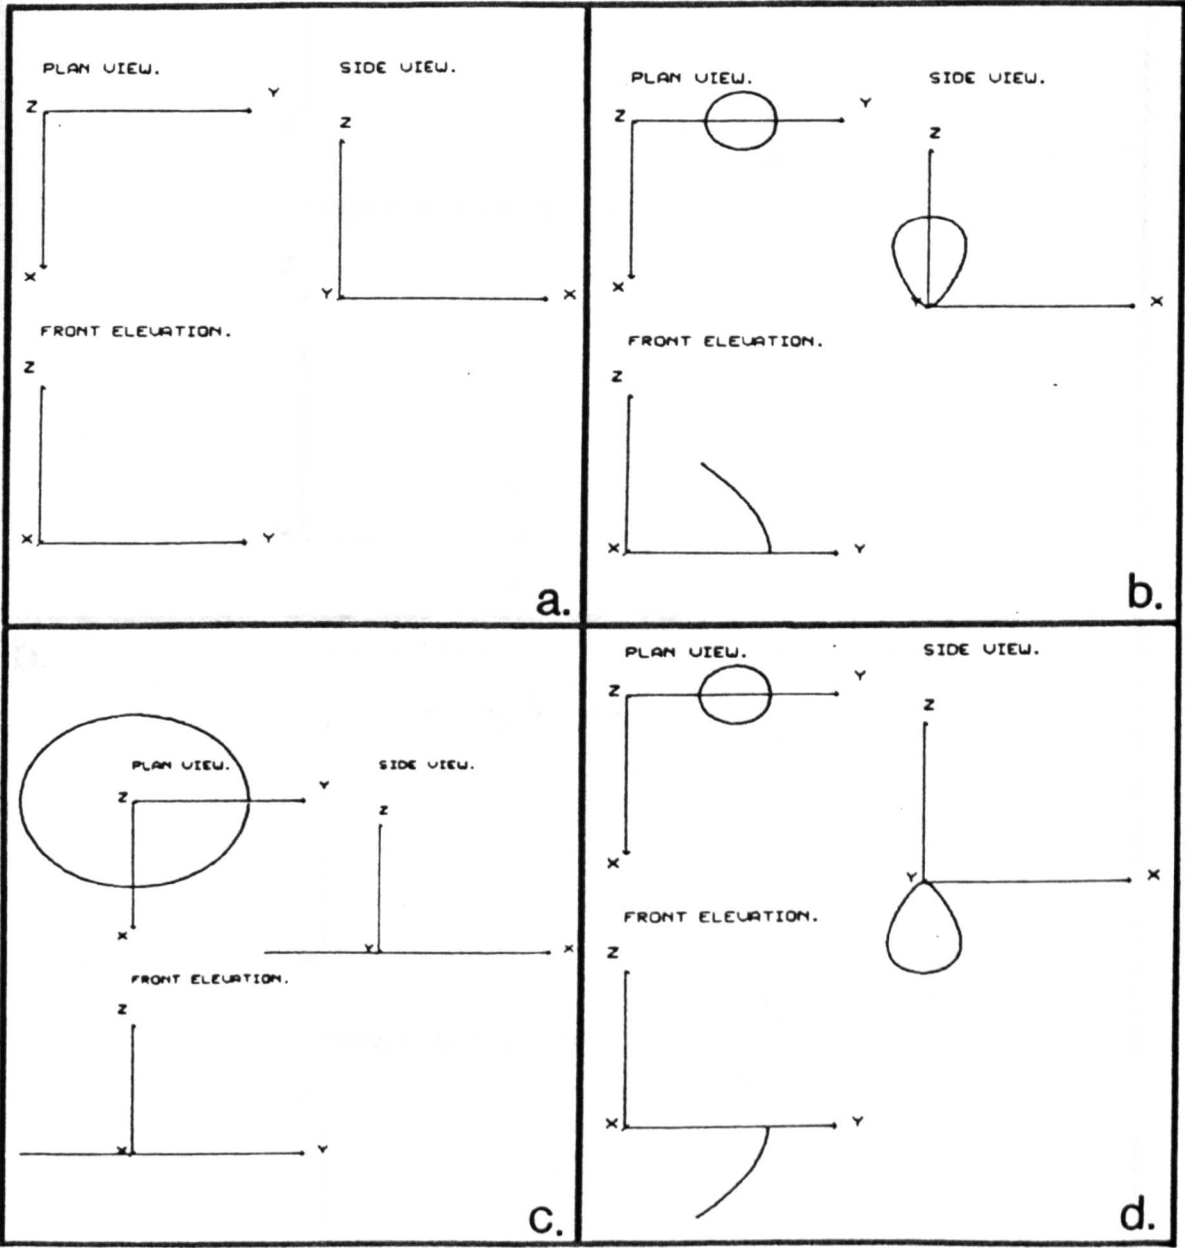 PLAN VIEW.
SIDE VIEW.
Z
Y
Z
X
Y
X
FRONT ELEVATION.
Z
X
Y
a.
PLAN VIEW.
SIDE VIEW.
Z
Y
Z
X
Y
X
FRONT ELEVATION.
Z
X
Y
b.
PLAN VIEW.
SIDE VIEW.
Z
Y
Z
X
Y
X
FRONT ELEVATION.
Z
X
Y
c.
PLAN VIEW.
SIDE VIEW.
Z
Y
Z
X
Y
X
FRONT ELEVATION.
Z
X
Y
d.